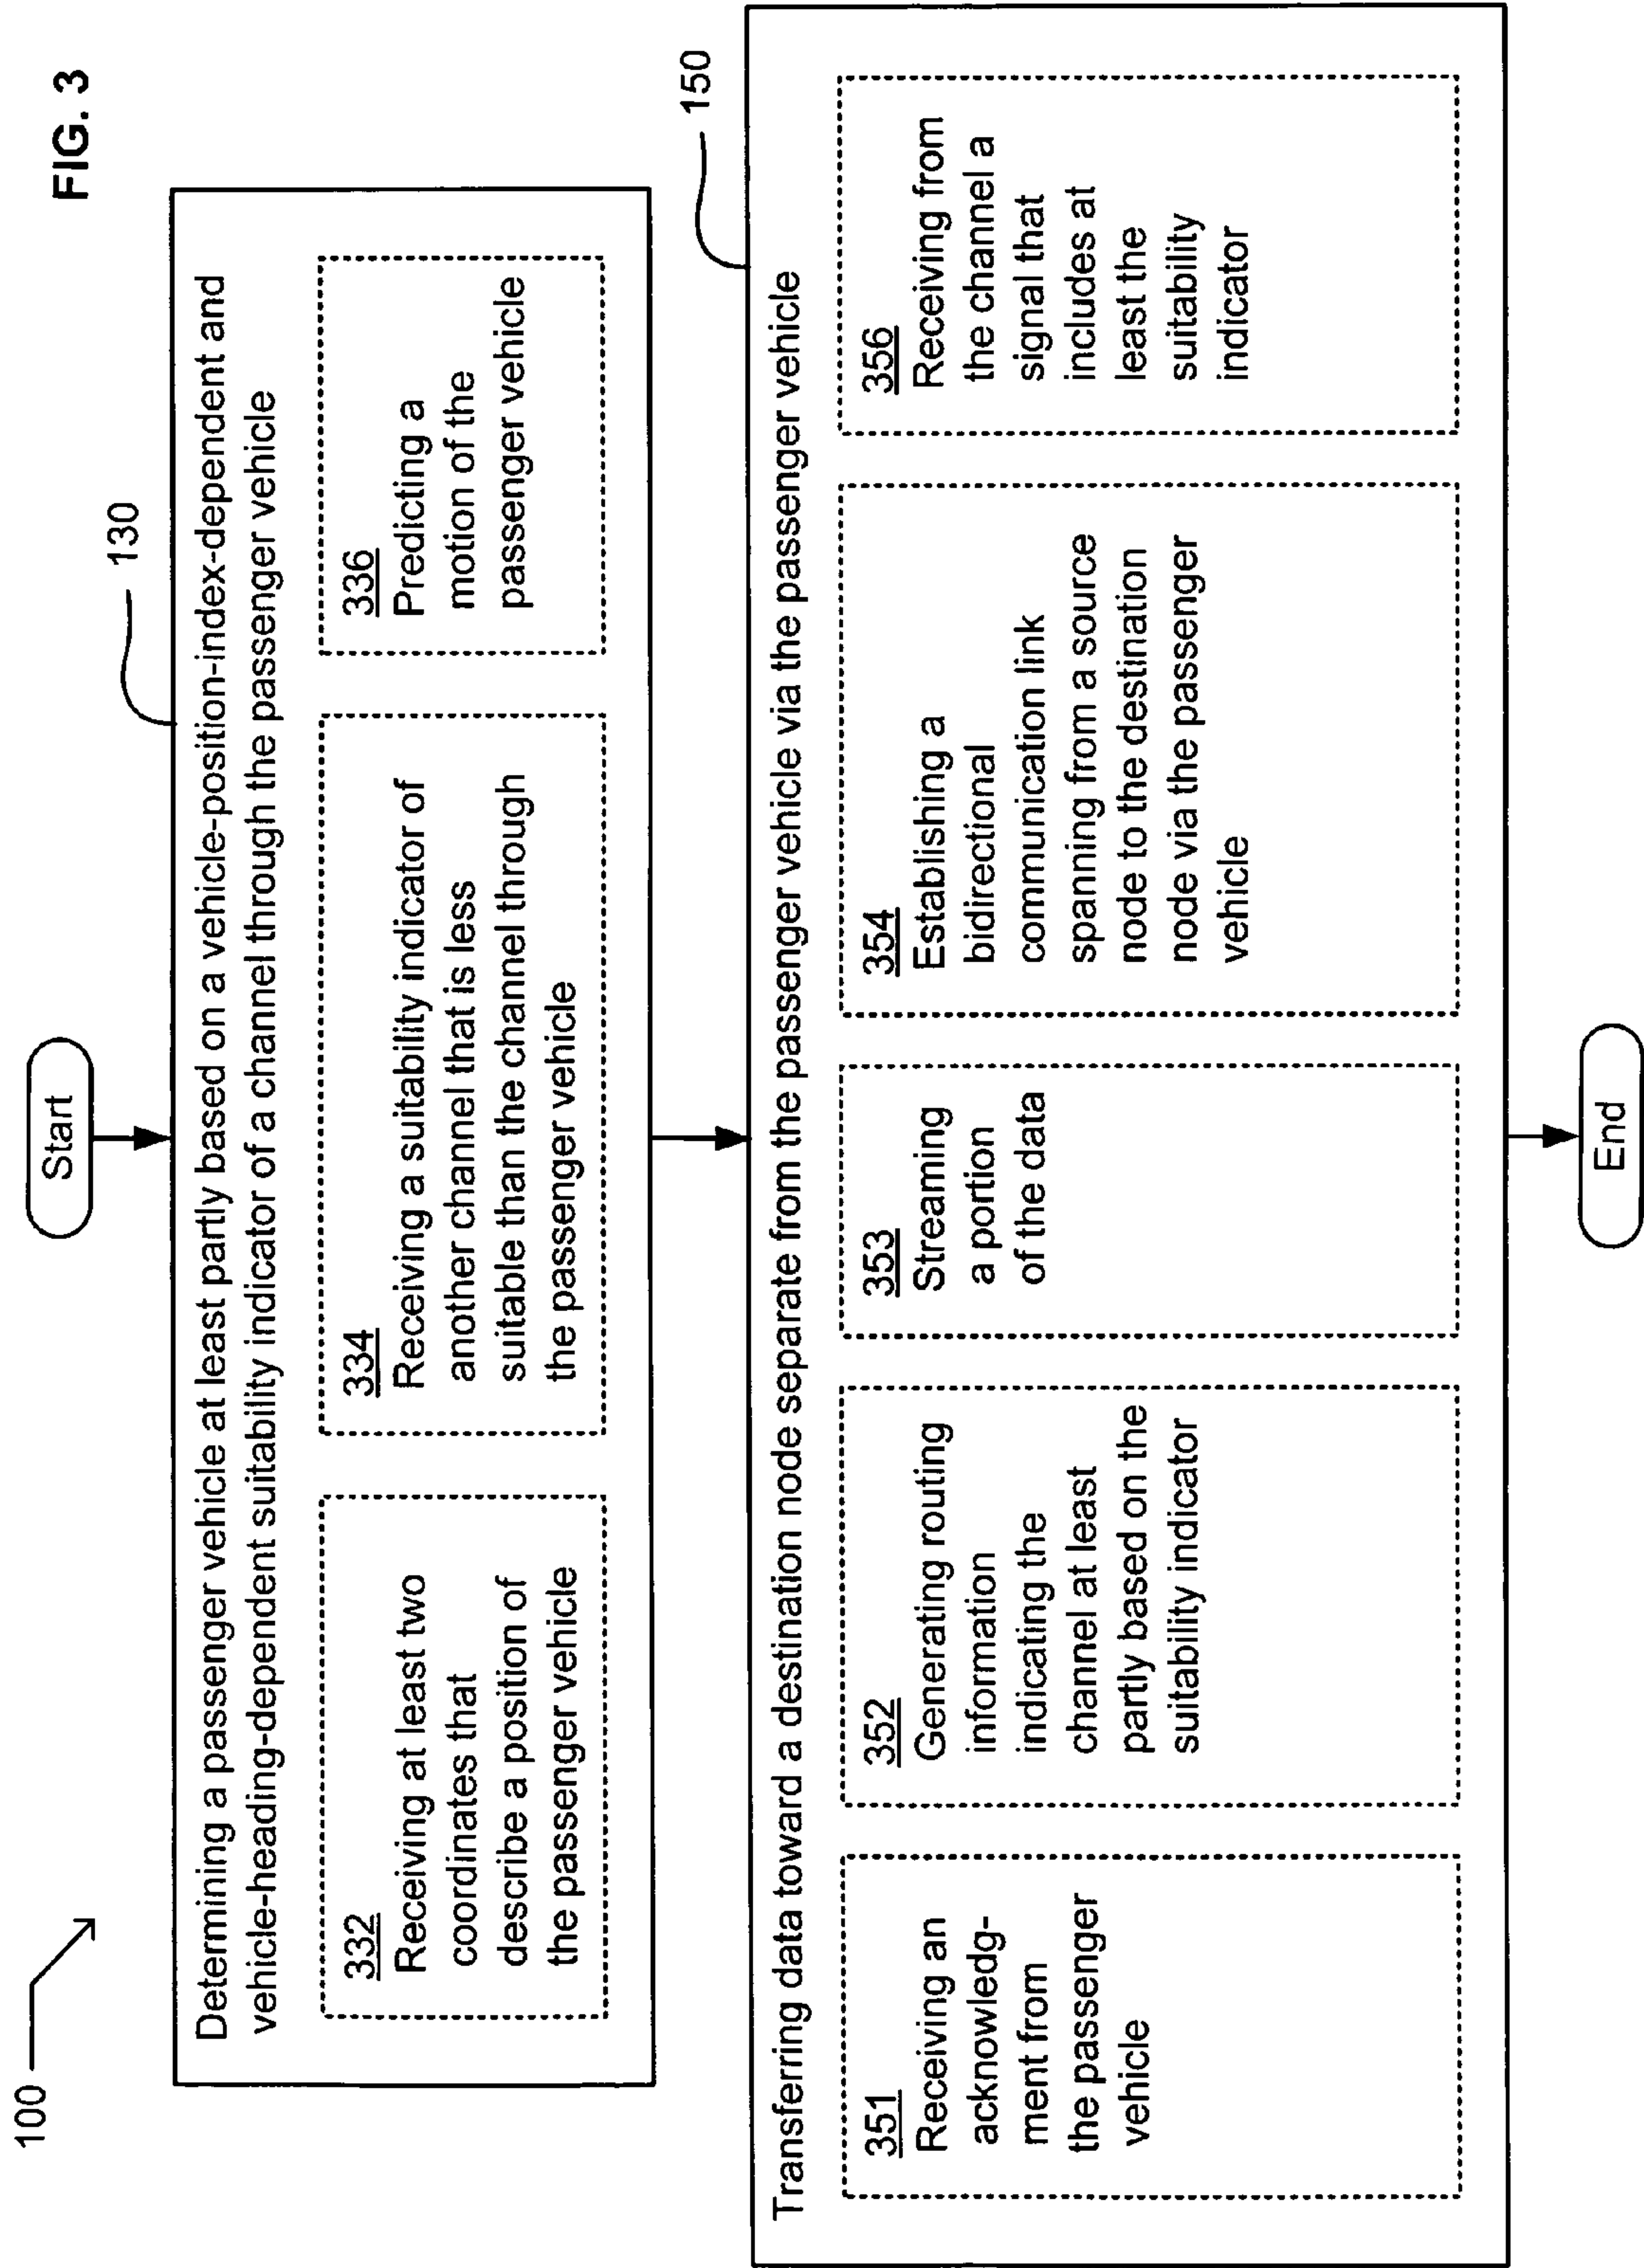 FIG. 3
100
Start
130
Determining a passenger vehicle at least partly based on a vehicle-position-index-dependent and
vehicle-heading-dependent suitability indicator of a channel through the passenger vehicle
332
Receiving at least two
coordinates that
describe a position of
the passenger vehicle
334
Receiving a suitability indicator of
another channel that is less
suitable than the channel through
the passenger vehicle
336
Predicting a
motion of the
passenger vehicle
150
Transferring data toward a destination node separate from the passenger vehicle via the passenger vehicle
351
Receiving an
acknowledg-
ment from
the passenger
vehicle
352
Generating routing
information
indicating the
channel at least
partly based on the
suitability indicator
353
Streaming
a portion
of the data
354
Establishing a
bidirectional
communication link
spanning from a source
node to the destination
node via the passenger
vehicle
356
Receiving from
the channel a
signal that
includes at
least the
suitability
indicator
End